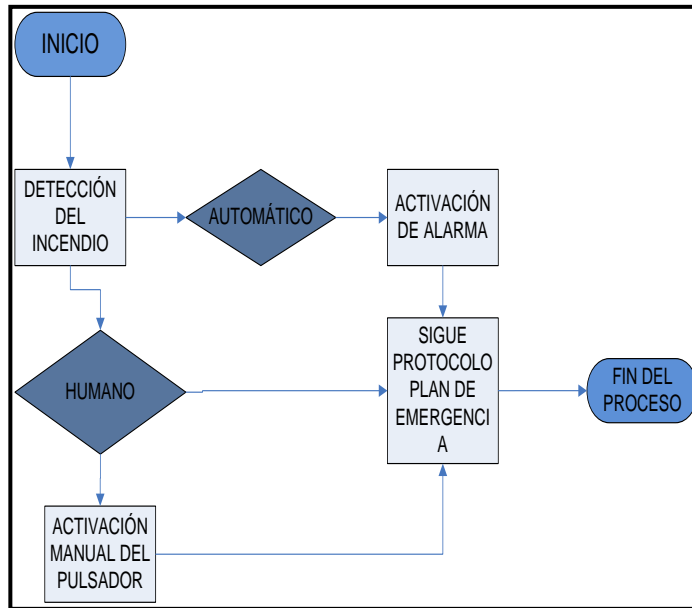 INICIO
DETECCIÓN
DEL
INCENDIO
AUTOMÁTICO
ACTIVACIÓN
DE ALARMA
HUMANO
SIGUE
PROTOCOLO
PLAN DE
EMERGENCI
A
FIN DEL
PROCESO
ACTIVACIÓN
MANUAL DEL
PULSADOR